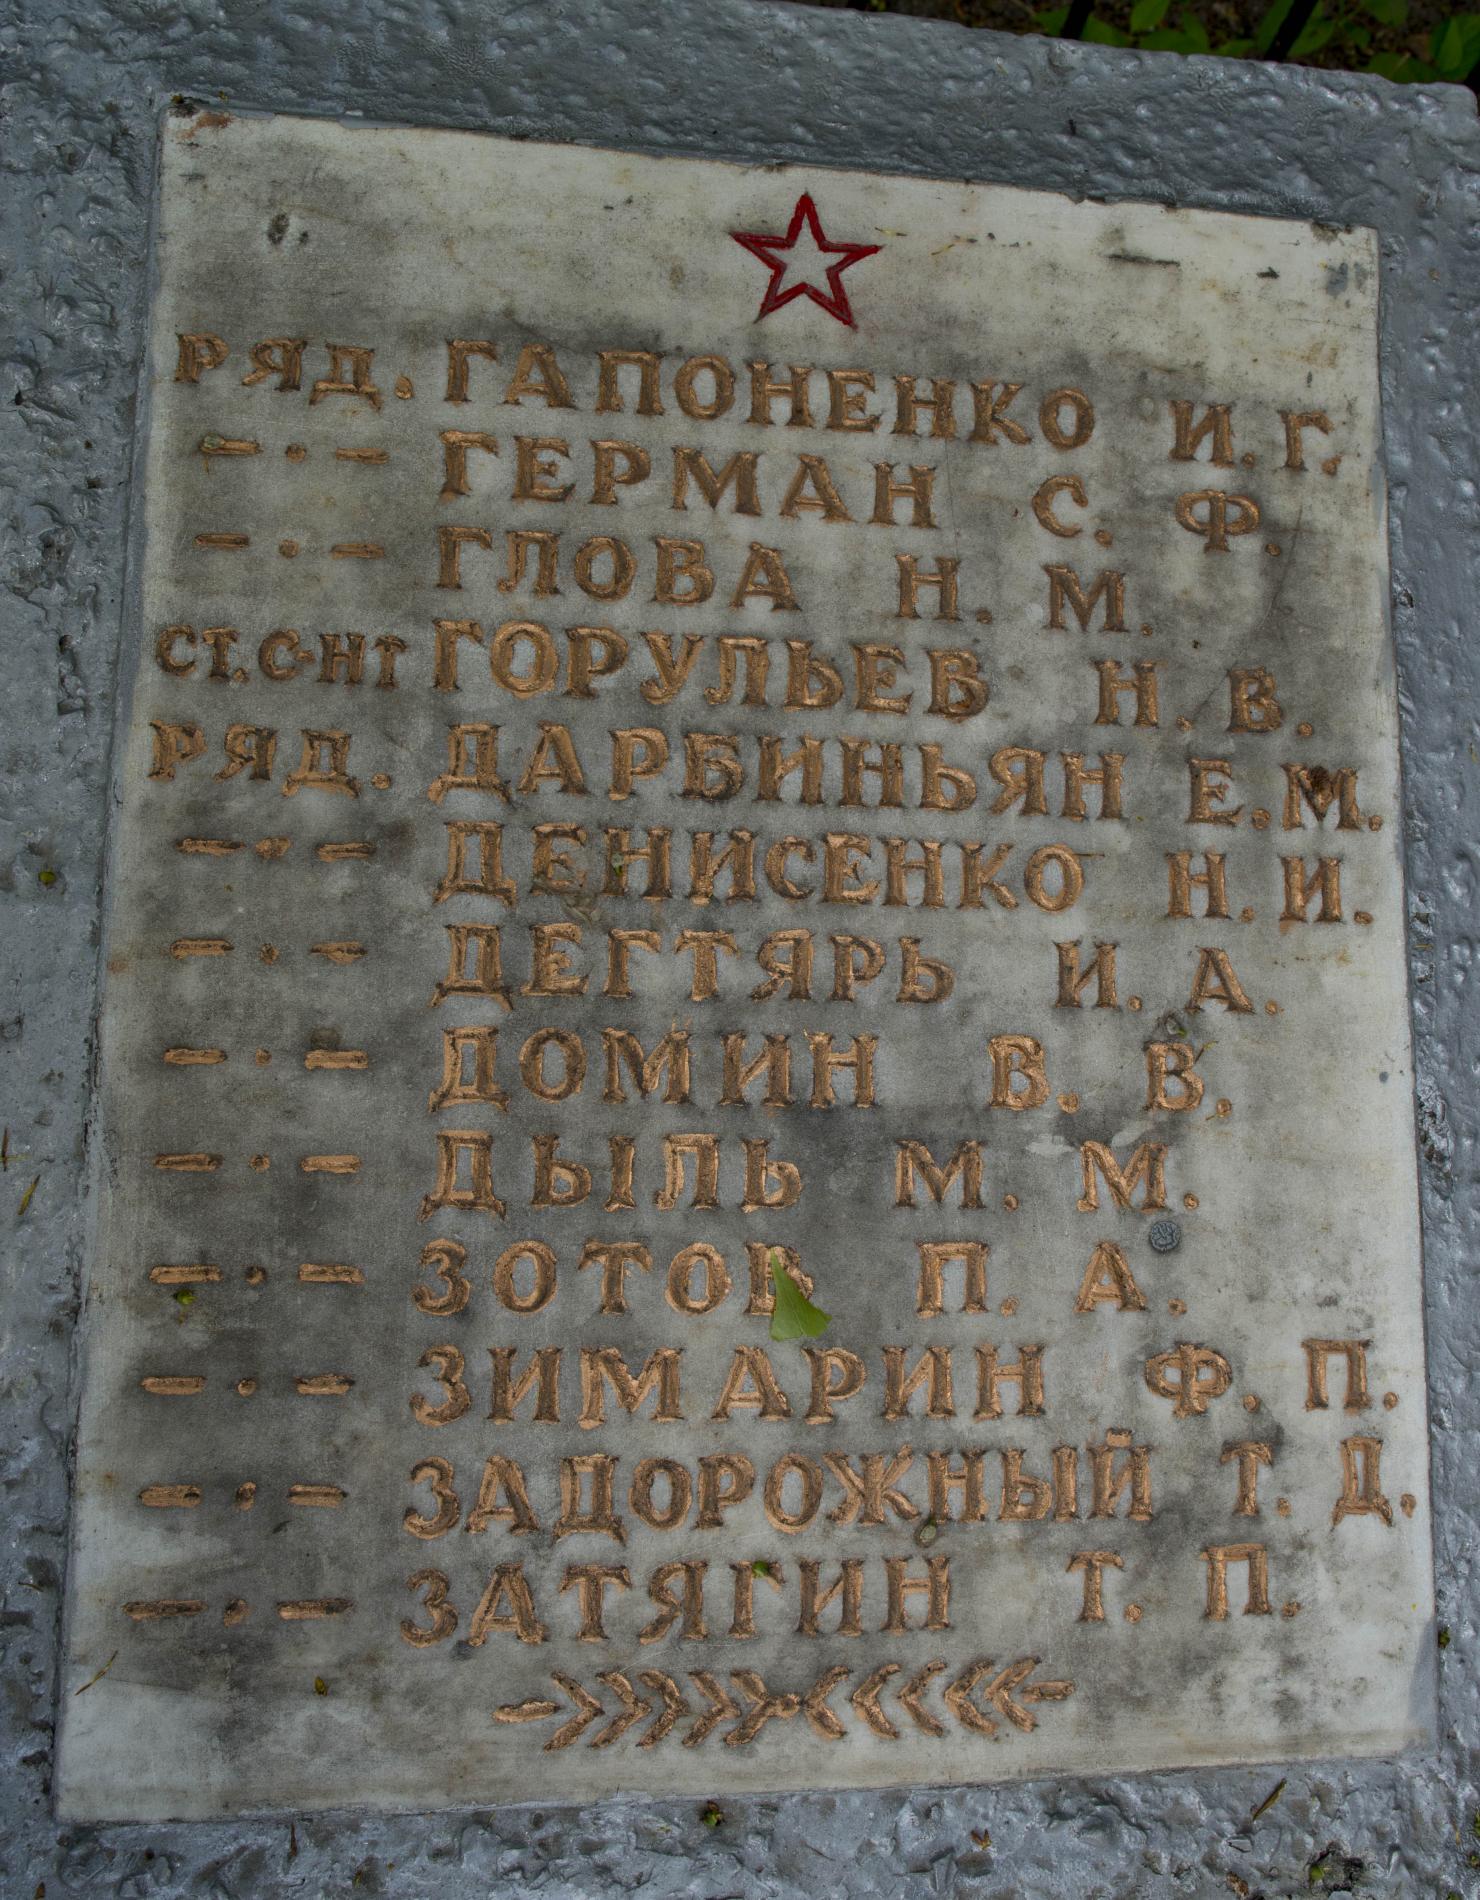 РЯД. ГАПОНЕНКО И. Г.
—·— ГЕРМАН С. Ф.
—·— ГЛОВА Н. М.
СТ. С-НТ ГОРУЛЬЕВ Н. В.
РЯД. ДАРБИНЬЯН Е. М.
—·— ДЕНИСЕНКО Н. И.
—·— ДЕГТЯРЬ И. А.
—·— ДОМИН В. В.
—·— ДЫЛЬ М. М.
—·— ЗОТОВ П. А.
—·— ЗИМАРИН Ф. П.
—·— ЗАДОРОЖНЫЙ Т. Д.
—·— ЗАТЯГИН Т. П.